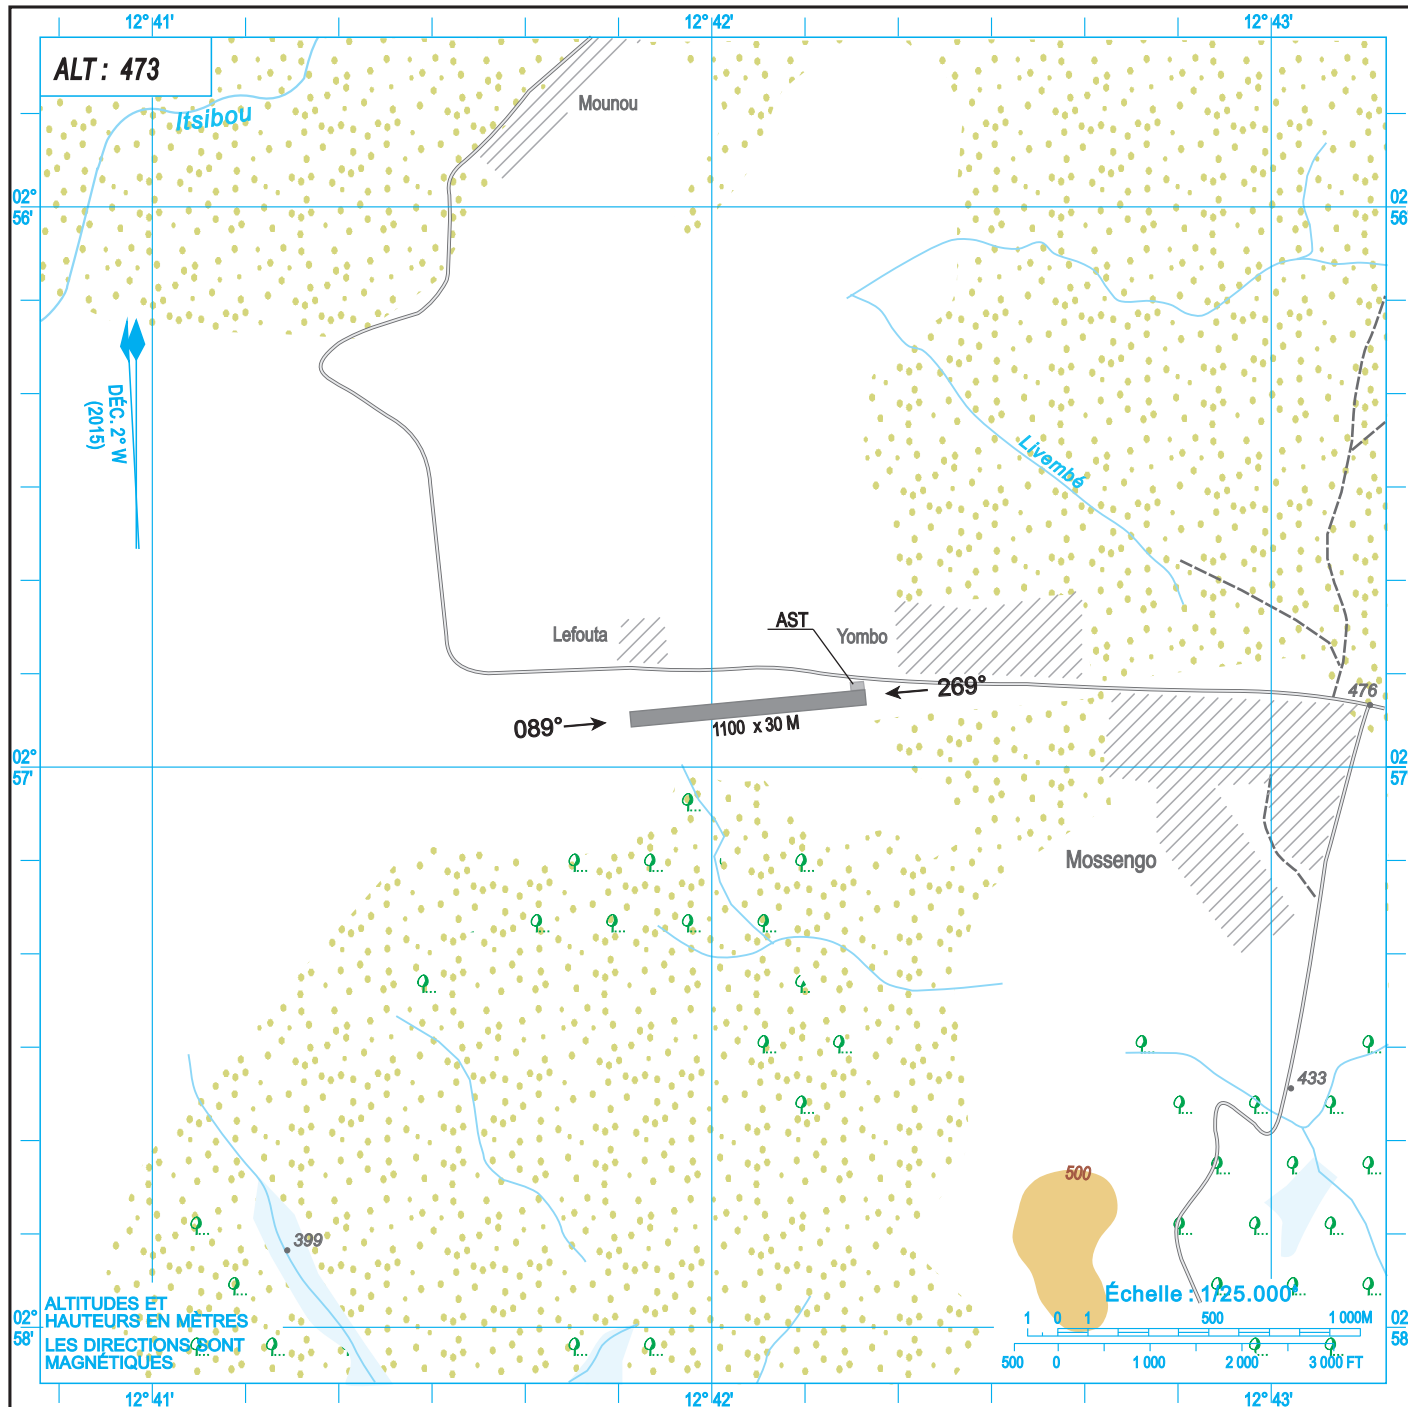 12° 41'
12° 42'
12° 43'
ALT : 473
Itsibou
Mounou
02°
56'
02
56
DÉC. 2° W
(2015)
Livembé
Lefouta
AST
Yombo
269°
089°
1100 x 30 M
476
02°
57'
02
57
Mossengo
433
500
399
ALTITUDES ET
HAUTEURS EN MÈTRES
LES DIRECTIONS SONT
MAGNÉTIQUES
02°
58'
Échelle : 1/25.000
1 0 1 500 1 000M
500 0 1 000 2 000 3 000 FT
02
58
12° 41'
12° 42'
12° 43'